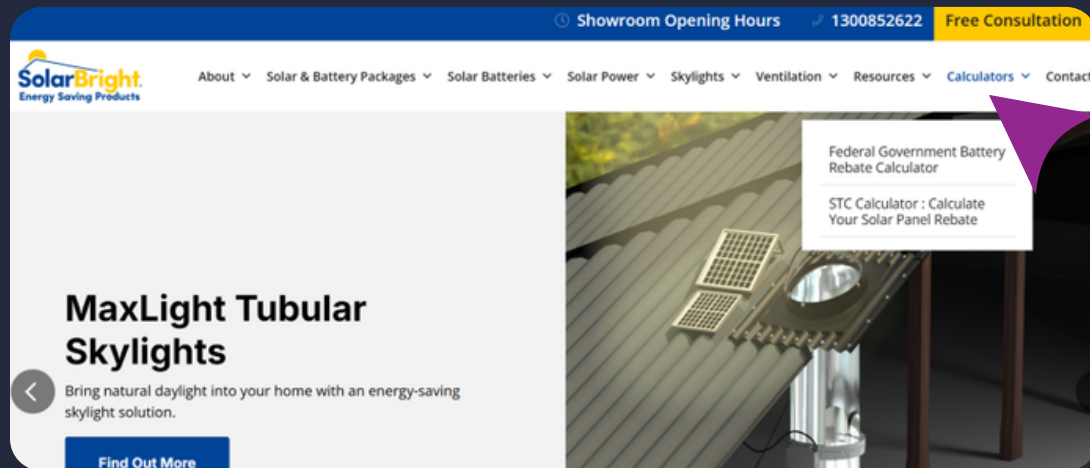 Showroom Opening Hours 1300852622 Free Consultation
SolarBright.
Energy Saving Products
About Solar & Battery Packages Solar Batteries Solar Power Skylights Ventilation Resources Calculators Contact
Federal Government Battery
Rebate Calculator
STC Calculator : Calculate
Your Solar Panel Rebate
MaxLight Tubular
Skylights
Bring natural daylight into your home with an energy-saving
skylight solution.
Find Out More